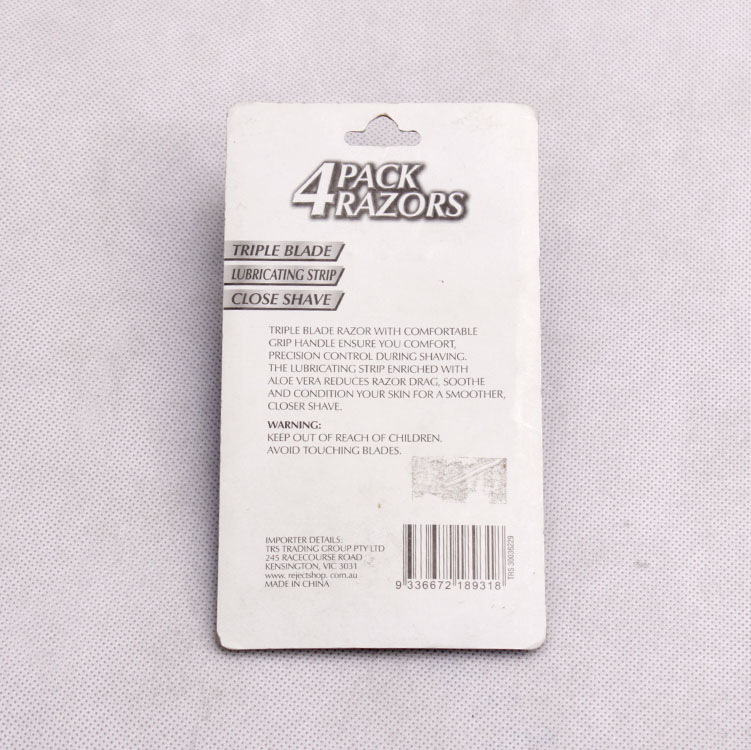 4 PACK
RAZORS
TRIPLE BLADE
LUBRICATING STRIP
CLOSE SHAVE
TRIPLE BLADE RAZOR WITH COMFORTABLE
GRIP HANDLE ENSURE YOU COMFORT,
PRECISION CONTROL DURING SHAVING.
THE LUBRICATING STRIP ENRICHED WITH
ALOE VERA REDUCES RAZOR DRAG, SOOTHE
AND CONDITION YOUR SKIN FOR A SMOOTHER,
CLOSER SHAVE.
WARNING:
KEEP OUT OF REACH OF CHILDREN.
AVOID TOUCHING BLADES.
IMPORTER DETAILS:
TRS TRADING GROUP PTY LTD
245 RACECOURSE ROAD
KENSINGTON, VIC 3031
www. rejectshop. com.au
MADE IN CHINA
9 336672 189318
TRS 30036229